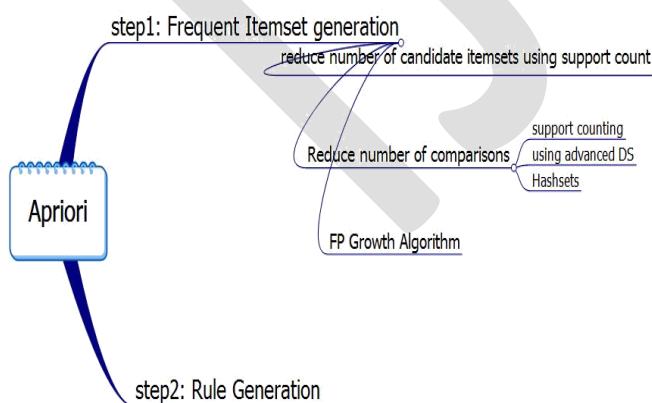 step1: Frequent Itemset generation
reduce number of candidate itemsets using support count
support counting
Reduce number of comparisons
using advanced DS
Hashsets
Apriori
FP Growth Algorithm
step2: Rule Generation